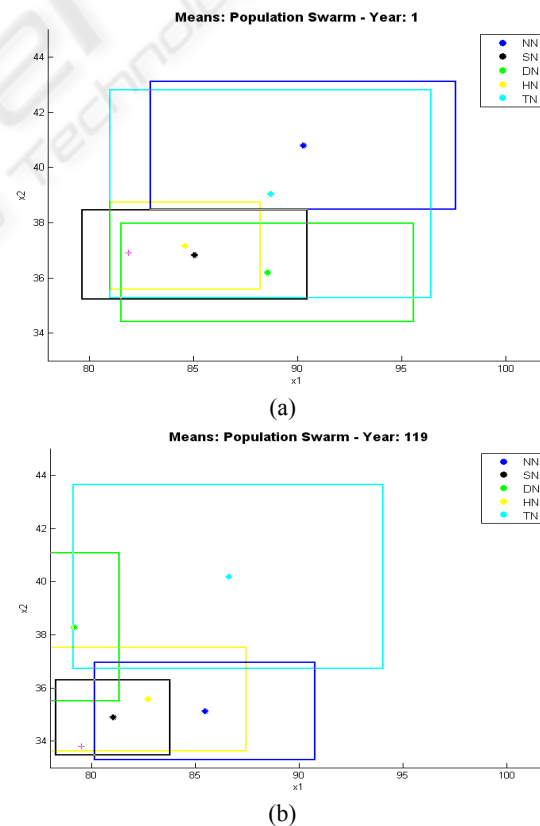 Means: Population Swarm - Year: 1
44
42
40
38
36
34
x2
80 85 90 95 100
x1
NN
SN
DN
HN
TN
(a)
Means: Population Swarm - Year: 119
44
42
40
38
36
34
x2
80 85 90 95 100
x1
NN
SN
DN
HN
TN
(b)